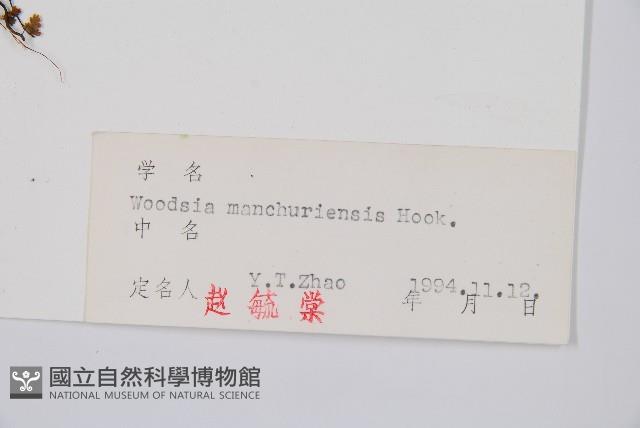 学 名
Woodsia manchuriensis Hook.
中 名
定名人 Y.T.Zhao 1994.11.12.
赵毓棠 年 月 日
國立自然科學博物館
NATIONAL MUSEUM OF NATURAL SCIENCE